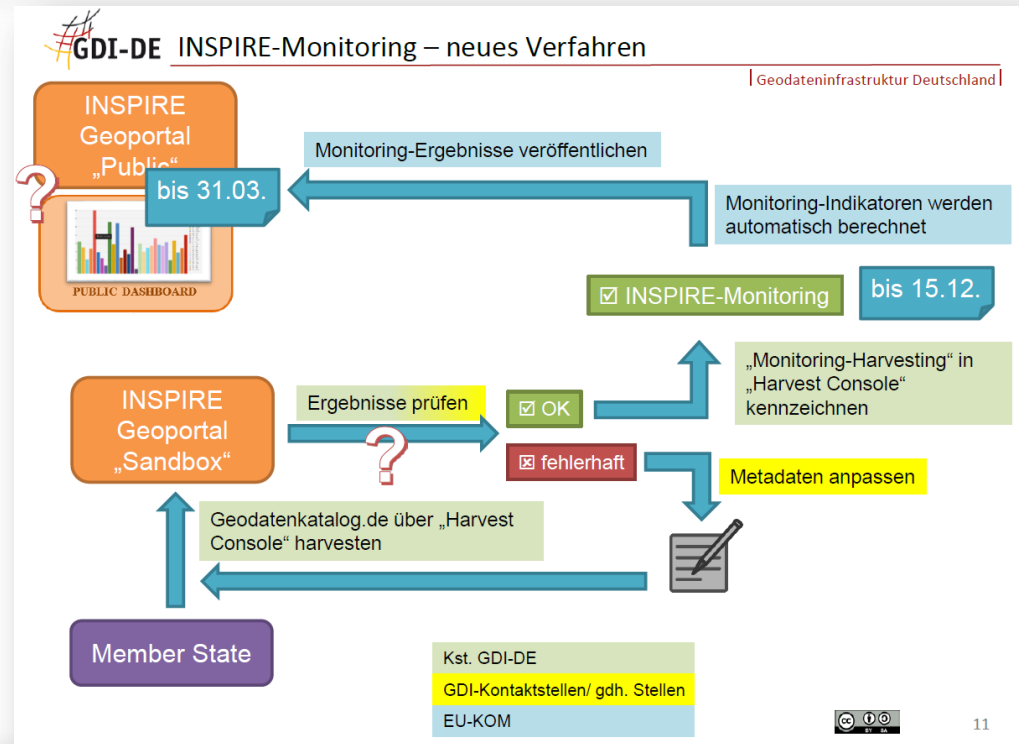 GDI-DE INSPIRE-Monitoring – neues Verfahren
Geodateninfrastruktur Deutschland
INSPIRE
Geoportal
„Public“
?
bis 31.03.
PUBLIC DASHBOARD
Monitoring-Ergebnisse veröffentlichen
Monitoring-Indikatoren werden
automatisch berechnet
☑ INSPIRE-Monitoring
bis 15.12.
„Monitoring-Harvesting“ in
„Harvest Console“
kennzeichnen
INSPIRE
Geoportal
„Sandbox“
Ergebnisse prüfen
?
☑ OK
☒ fehlerhaft
Metadaten anpassen
Geodatenkatalog.de über „Harvest
Console“ harvesten
Member State
Kst. GDI-DE
GDI-Kontaktstellen/ gdh. Stellen
EU-KOM
cc
BY SA
11